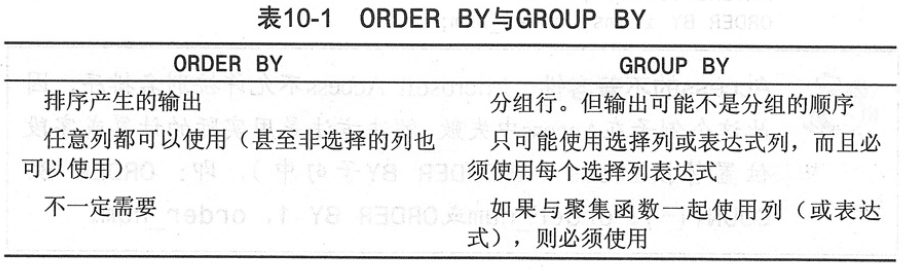 表10-1 ORDER BY与GROUP BY
ORDER BY GROUP BY
排序产生的输出 分组行。但输出可能不是分组的顺序
任意列都可以使用（甚至非选择的列也 只可能使用选择列或表达式列，而且必
可以使用） 须使用每个选择列表达式
不一定需要 如果与聚集函数一起使用列（或表达
式），则必须使用